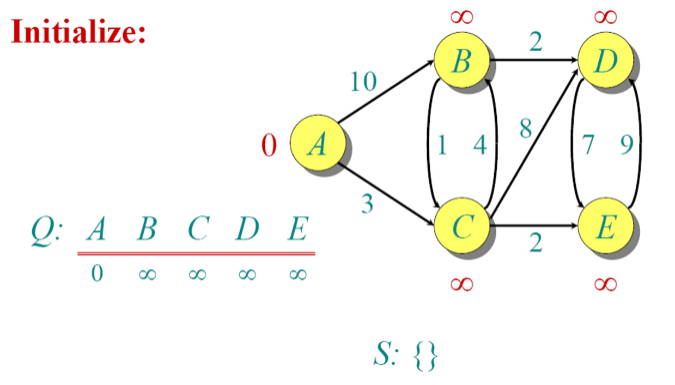 Initialize:
∞ ∞
B 2 D
10
0 A 1 4 8 7 9
3
C 2 E
∞ ∞
Q: A B C D E
0 ∞ ∞ ∞ ∞
S: {}